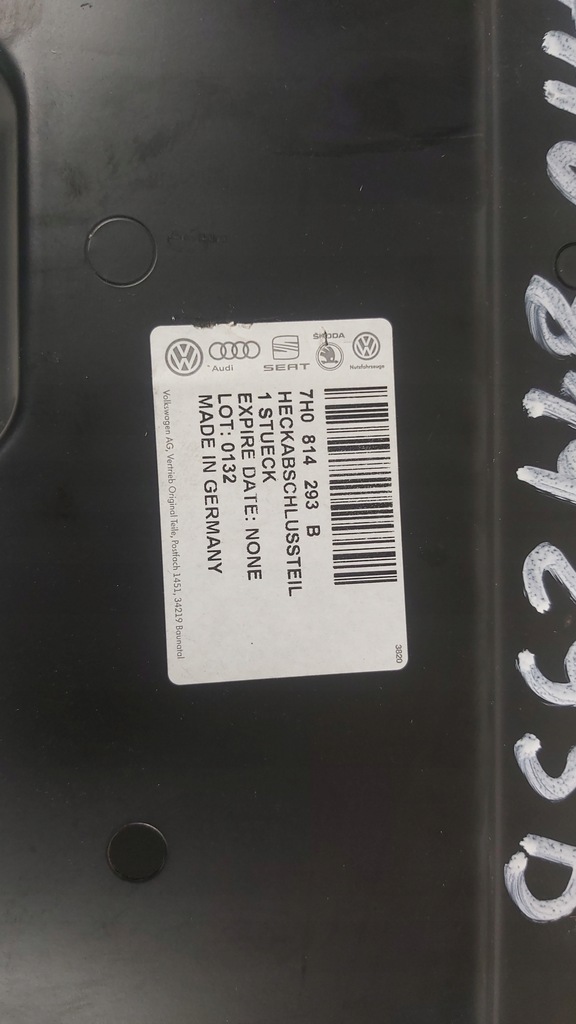 Audi
SEAT
ŠKODA
Nutzfahrzeuge
7H0 814 293 B
HECKABSCHLUSSTEIL
1 STUECK
EXPIRE DATE: NONE
LOT: 0132
MADE IN GERMANY
Volkswagen AG, Vertrieb Original Teile, Postfach 1451, 34219 Baunatal
3820